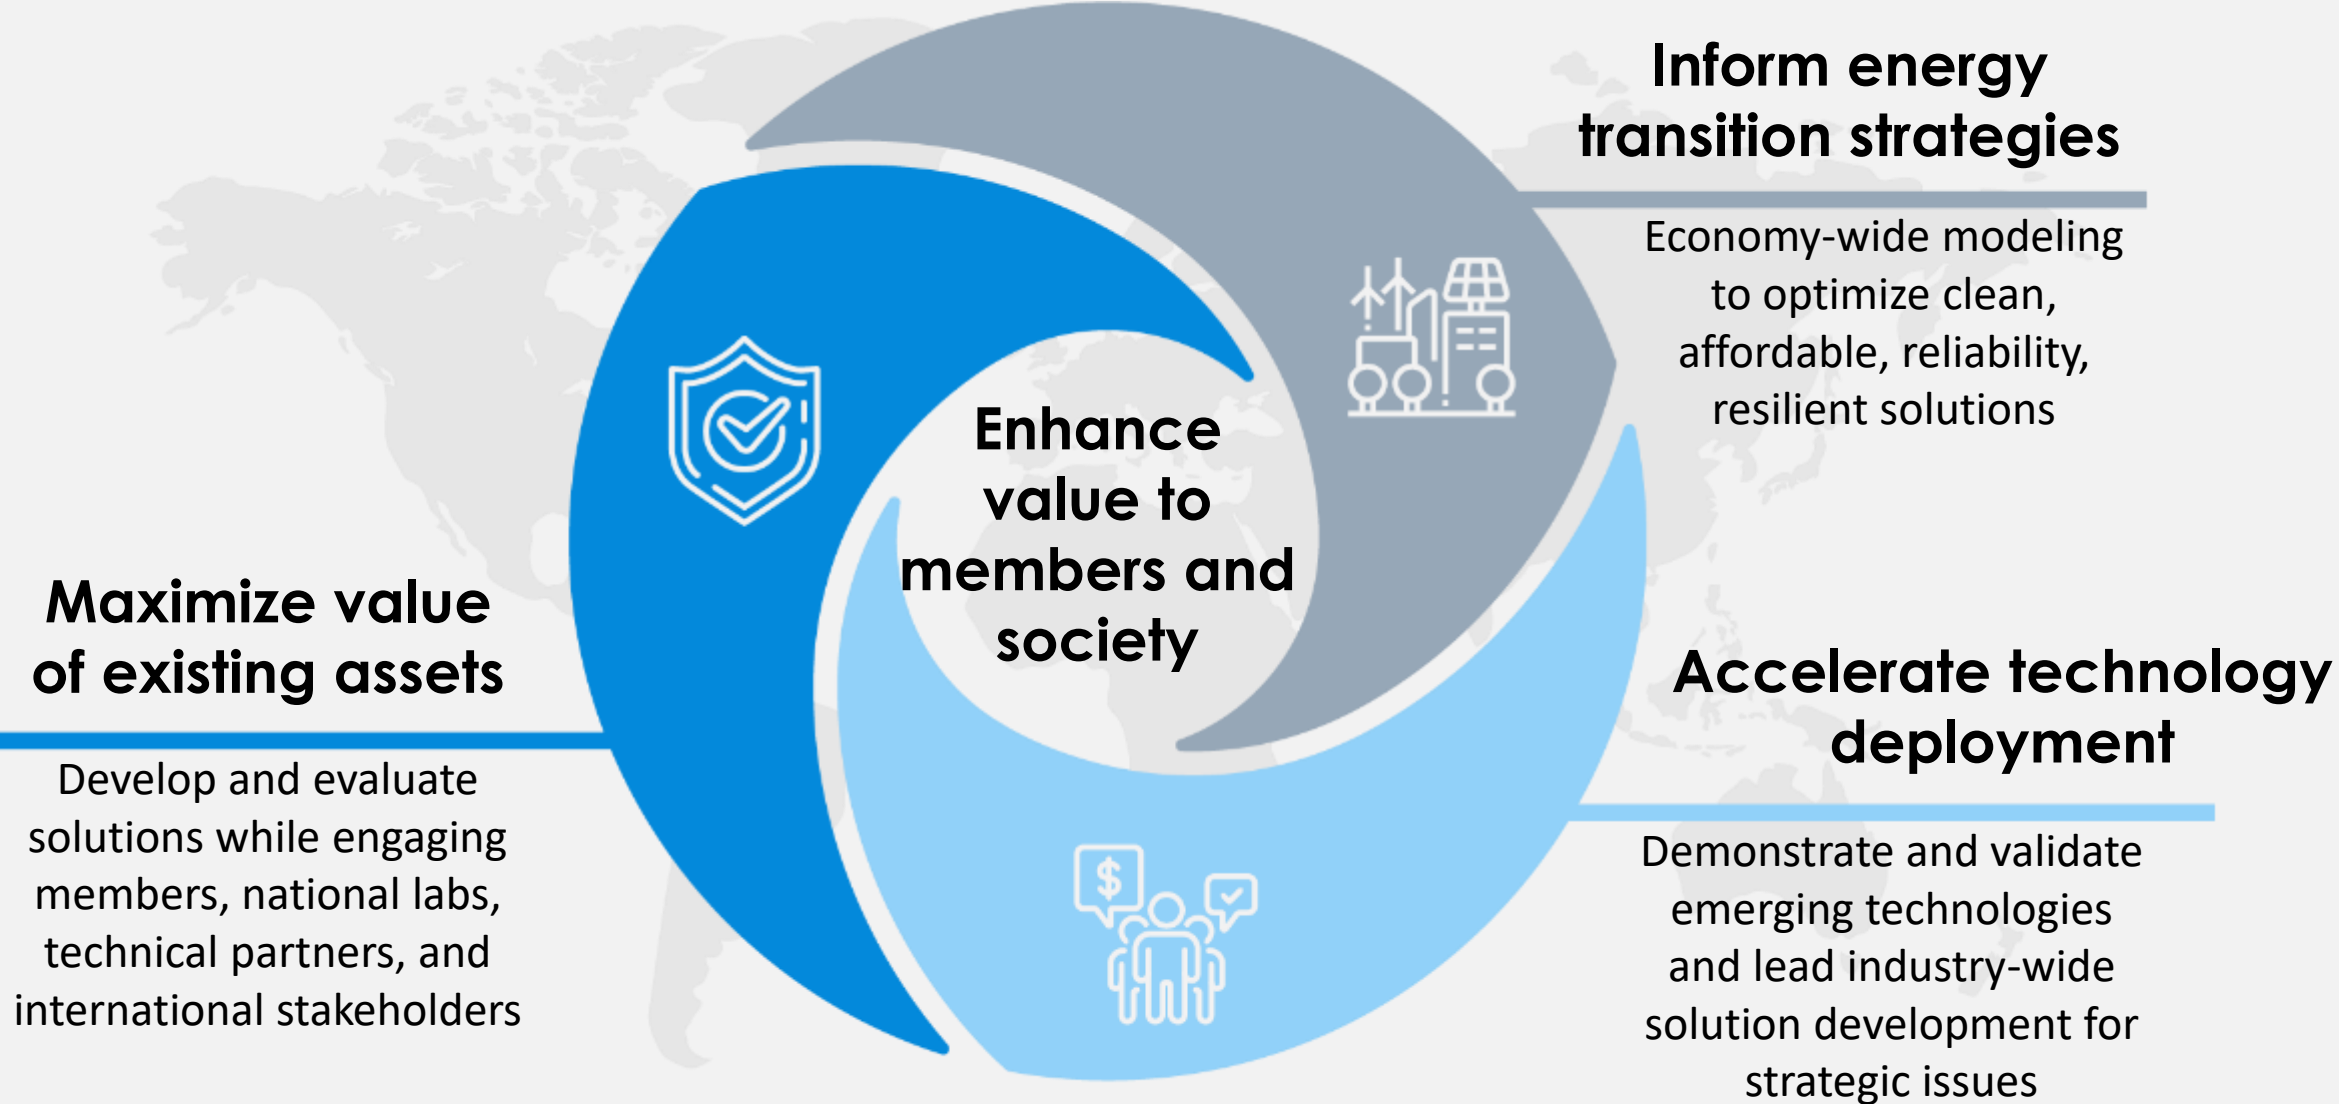 Inform energy
transition strategies
Economy-wide modeling
to optimize clean,
affordable, reliability,
resilient solutions
Enhance
value to
members and
society
Maximize value
of existing assets
Develop and evaluate
solutions while engaging
members, national labs,
technical partners, and
international stakeholders
Accelerate technology
deployment
Demonstrate and validate
emerging technologies
and lead industry-wide
solution development for
strategic issues
$